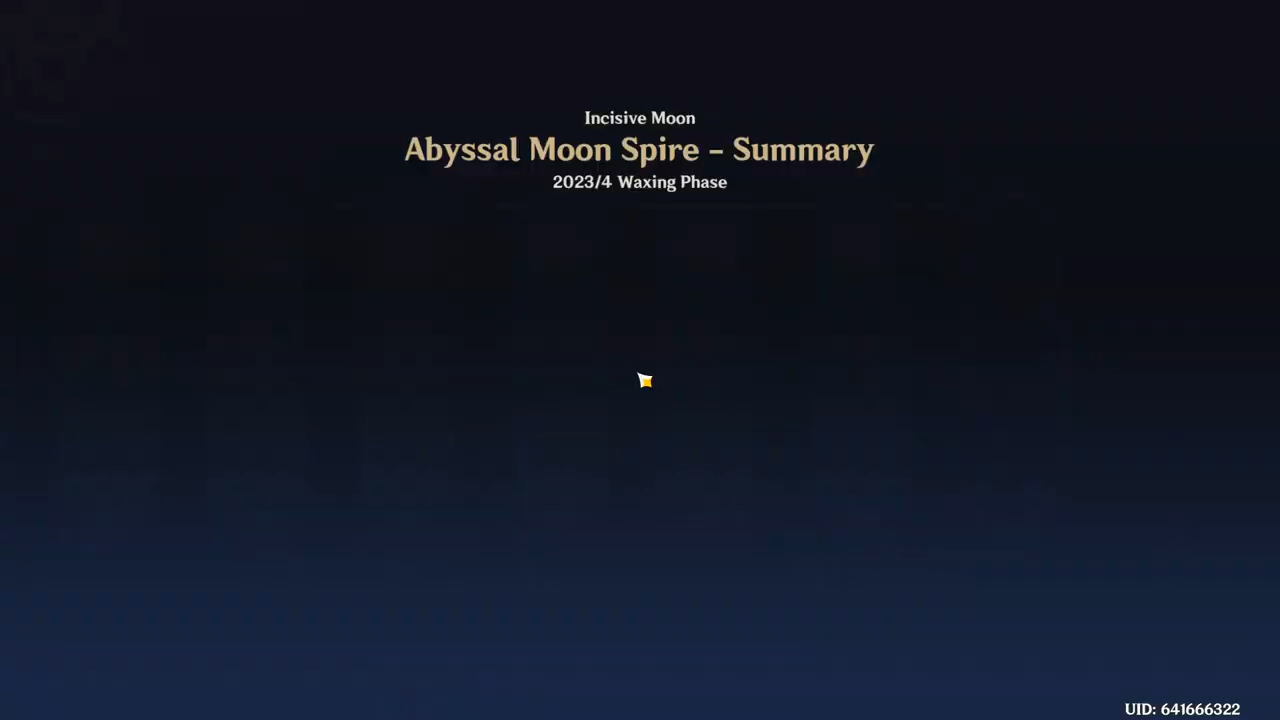 Incisive Moon
Abyssal Moon Spire – Summary
2023/4 Waxing Phase
UID: 641666322